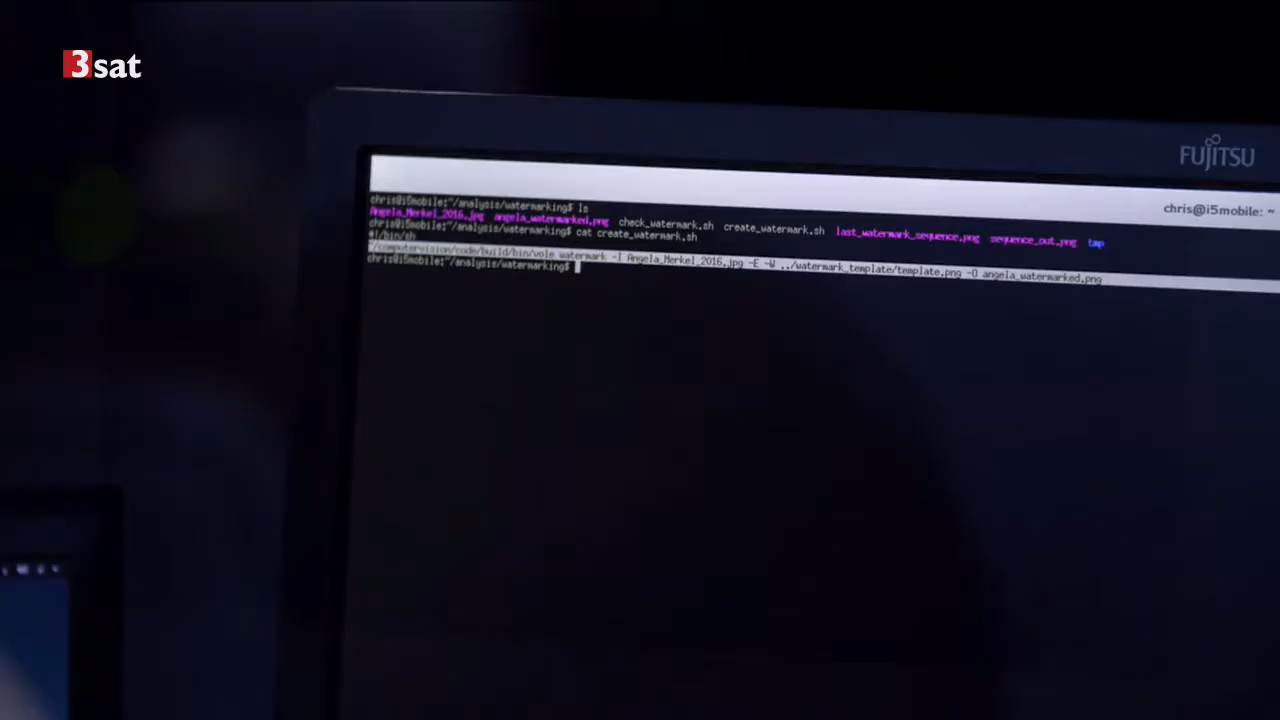 3sat
FUJITSU
chris@i5mobile: ~
chris@i5mobile:~/analysis/watermarking$ ls
Angela_Merkel_2016.jpg angela_watermarked.png check_watermark.sh create_watermark.sh last_watermark_sequence.png sequence_out.png tmp
chris@i5mobile:~/analysis/watermarking$ cat create_watermark.sh
#!/bin/sh
~/computervision/code/build/bin/vole watermark -I Angela_Merkel_2016.jpg -E -W ../watermark_template/template.png -O angela_watermarked.png
chris@i5mobile:~/analysis/watermarking$